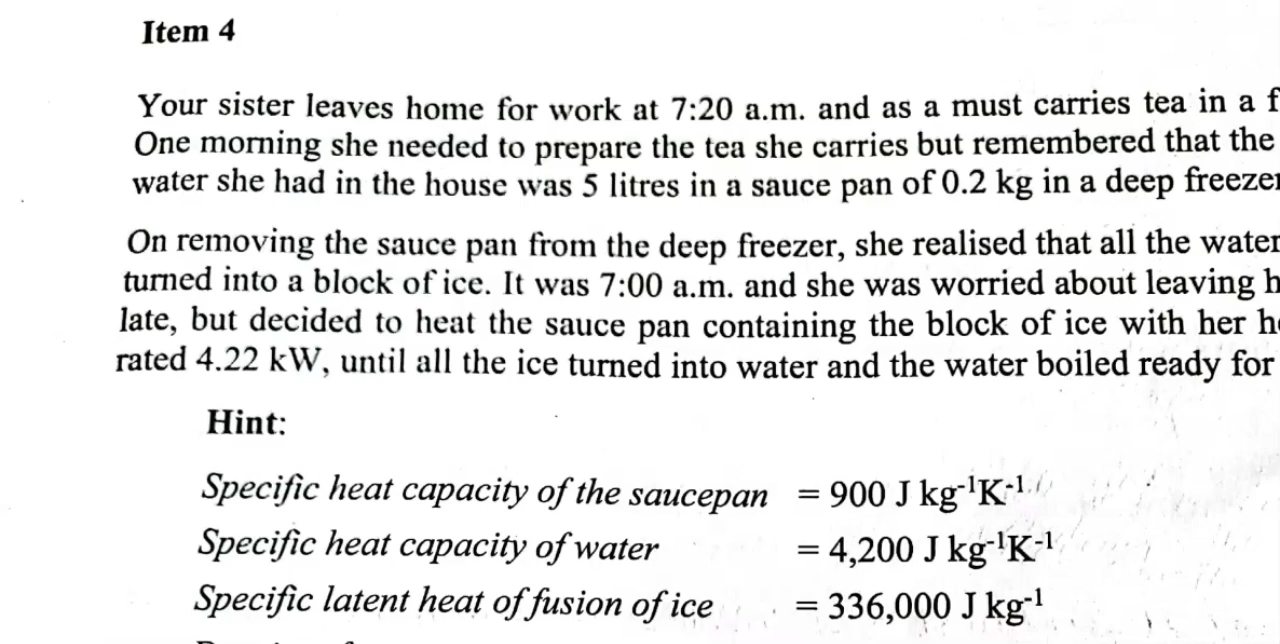 Item 4
Your sister leaves home for work at 7:20 a.m. and as a must carries tea in a f
One morning she needed to prepare the tea she carries but remembered that the
water she had in the house was 5 litres in a sauce pan of 0.2 kg in a deep freezer
On removing the sauce pan from the deep freezer, she realised that all the water
turned into a block of ice. It was 7:00 a.m. and she was worried about leaving h
late, but decided to heat the sauce pan containing the block of ice with her h
rated 4.22 kW, until all the ice turned into water and the water boiled ready for
Hint:
Specific heat capacity of the saucepan = 900 J kg⁻¹K⁻¹
Specific heat capacity of water = 4,200 J kg⁻¹K⁻¹
Specific latent heat of fusion of ice = 336,000 J kg⁻¹